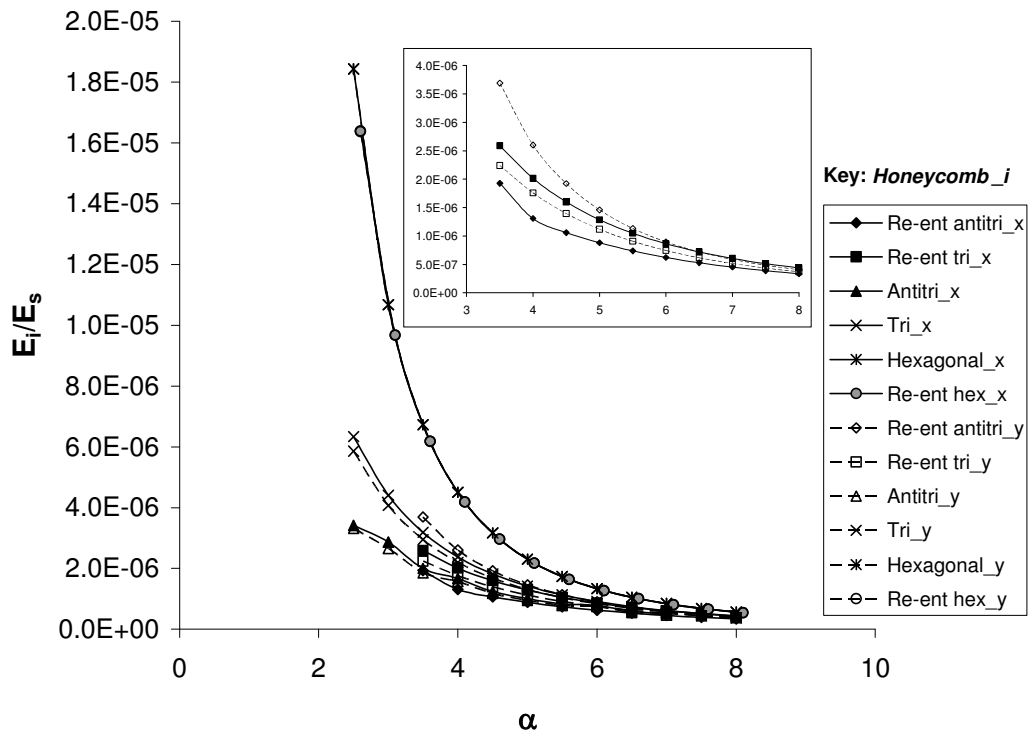 2.0E-05
1.8E-05
1.6E-05
1.4E-05
1.2E-05
1.0E-05
8.0E-06
6.0E-06
4.0E-06
2.0E-06
0.0E+00
Ei/Es
0 2 4 6 8 10
α
4.0E-06
3.5E-06
3.0E-06
2.5E-06
2.0E-06
1.5E-06
1.0E-06
5.0E-07
0.0E+00
3 4 5 6 7 8
Key: Honeycomb_i
Re-ent antitri_x
Re-ent tri_x
Antitri_x
Tri_x
Hexagonal_x
Re-ent hex_x
Re-ent antitri_y
Re-ent tri_y
Antitri_y
Tri_y
Hexagonal_y
Re-ent hex_y